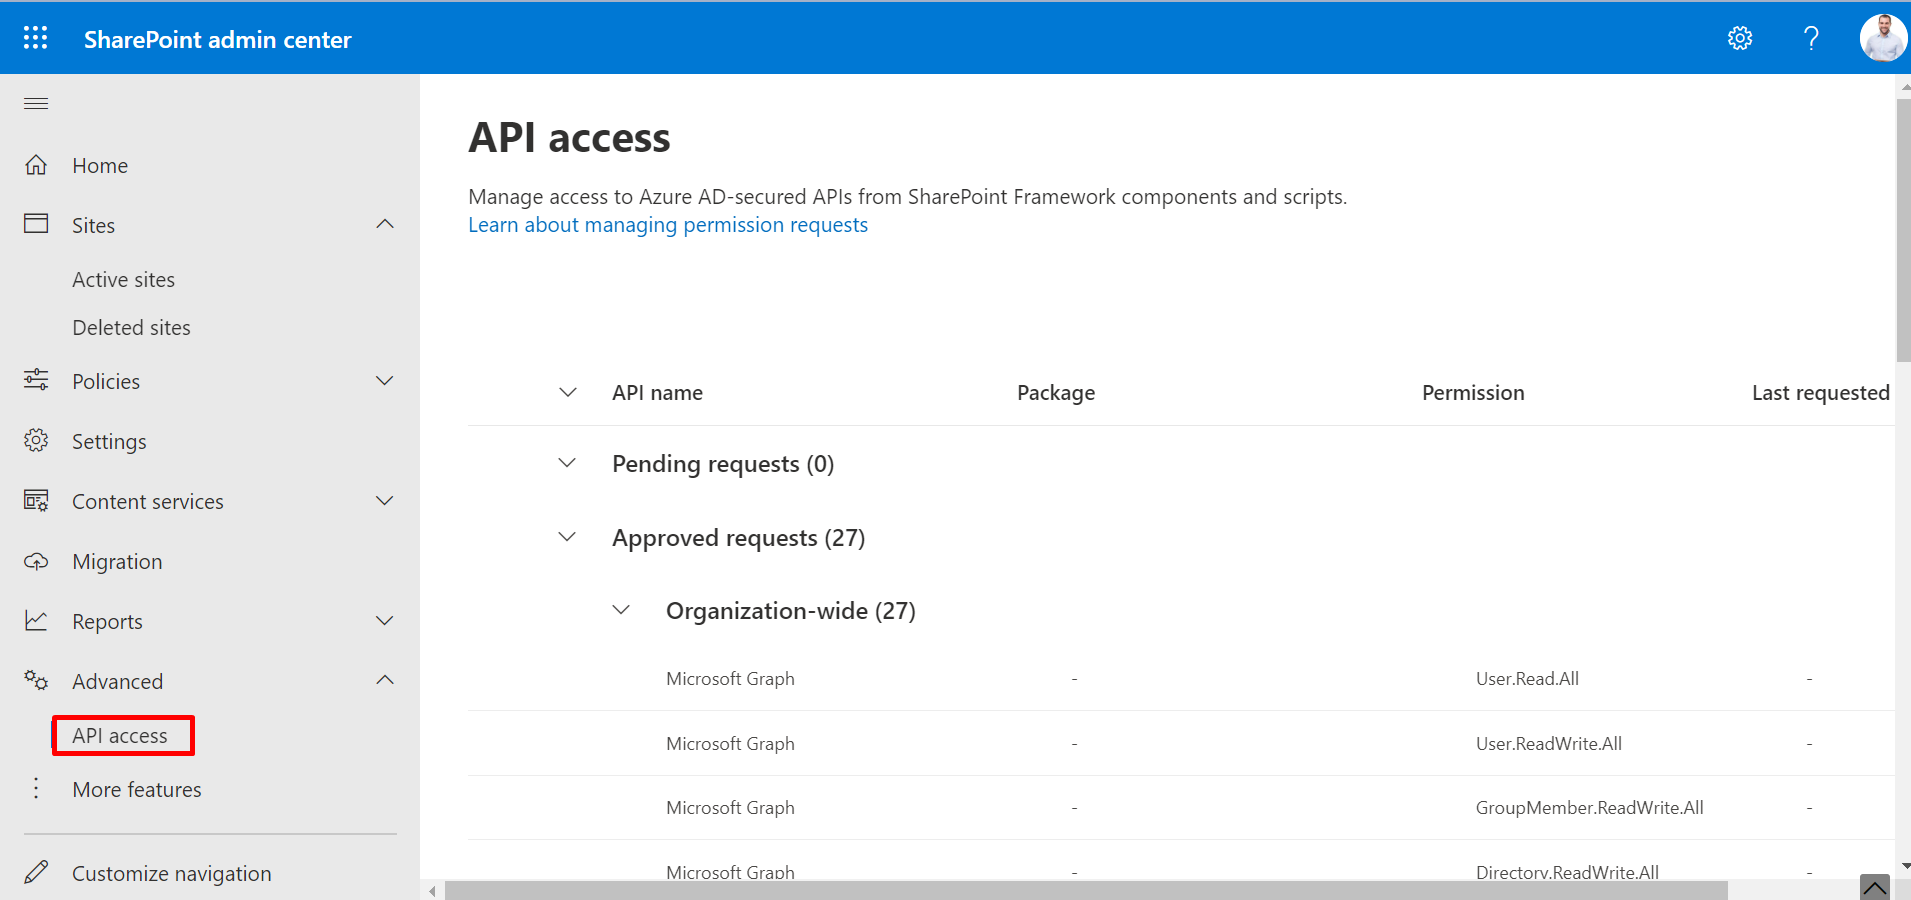 SharePoint admin center
?
Home
Sites
Active sites
Deleted sites
Policies
Settings
Content services
Migration
Reports
Advanced
API access
More features
Customize navigation
API access
Manage access to Azure AD-secured APIs from SharePoint Framework components and scripts.
Learn about managing permission requests
API name Package Permission Last requested
Pending requests (0)
Approved requests (27)
Organization-wide (27)
Microsoft Graph - User.Read.All -
Microsoft Graph - User.ReadWrite.All -
Microsoft Graph - GroupMember.ReadWrite.All -
Microsoft Graph - Directory.ReadWrite.All -